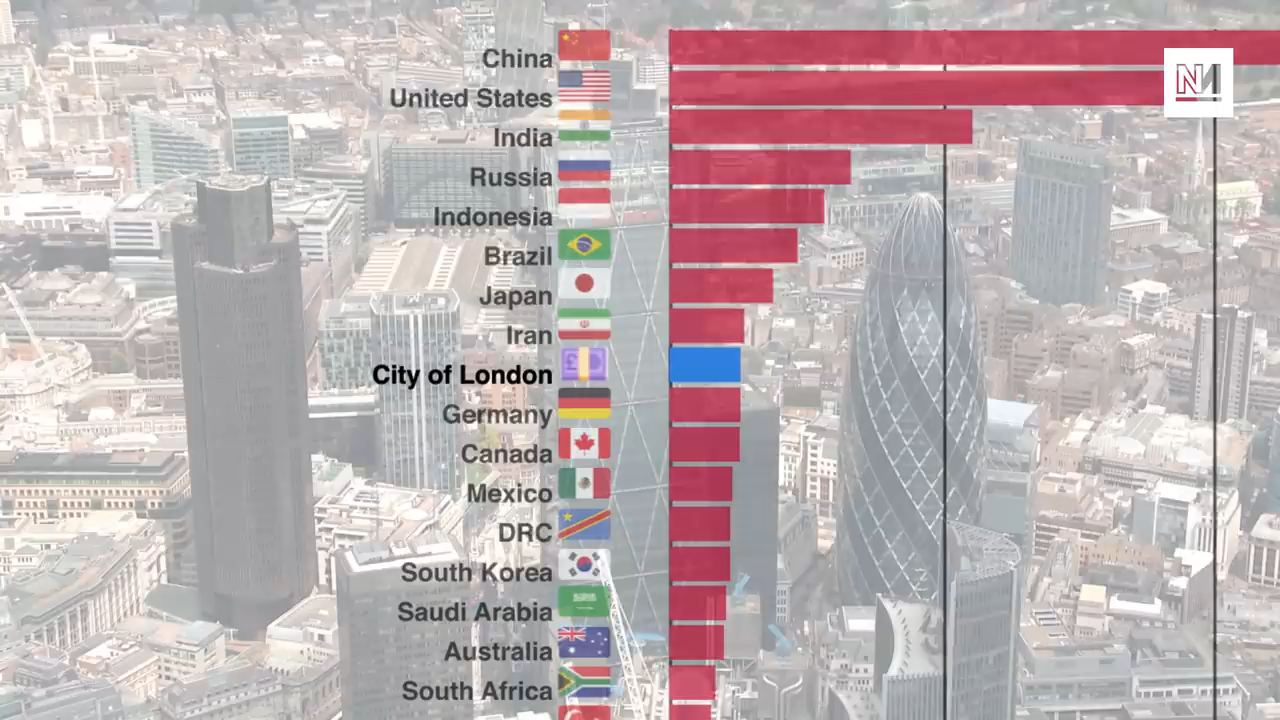 China
United States
India
Russia
Indonesia
Brazil
Japan
Iran
City of London
Germany
Canada
Mexico
DRC
South Korea
Saudi Arabia
Australia
South Africa
NM